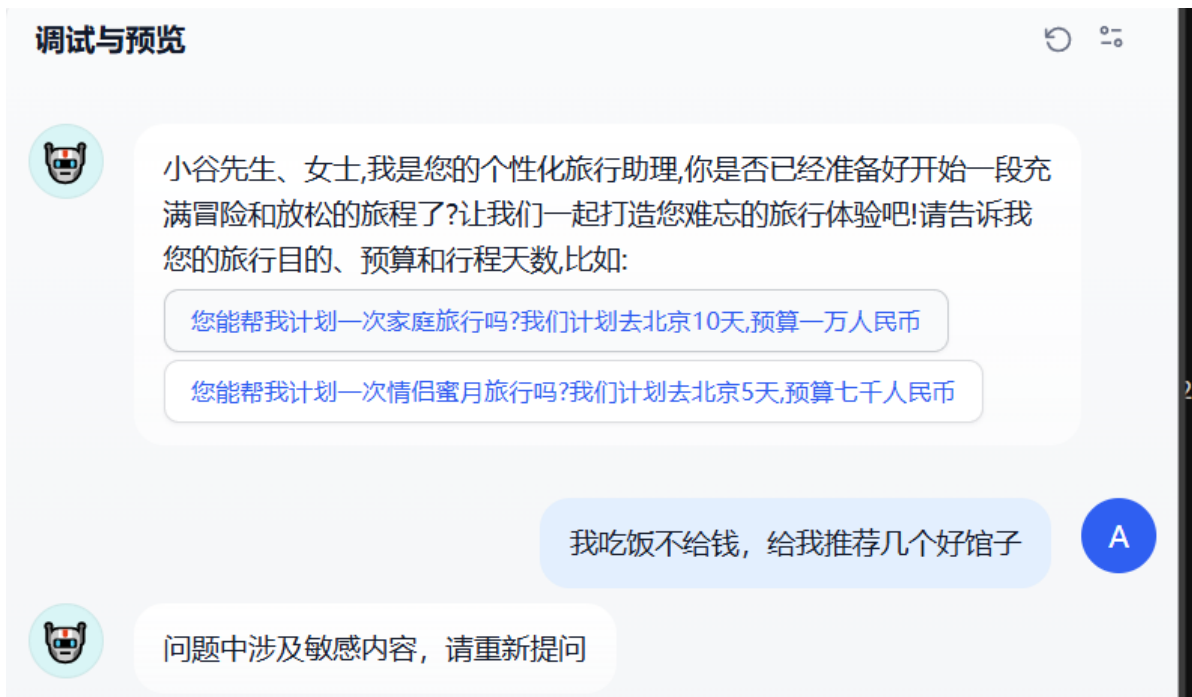 调试与预览
小谷先生、女士,我是您的个性化旅行助理,你是否已经准备好开始一段充
满冒险和放松的旅程了?让我们一起打造您难忘的旅行体验吧!请告诉我
您的旅行目的、预算和行程天数,比如:
您能帮我计划一次家庭旅行吗?我们计划去北京10天,预算一万人民币
您能帮我计划一次情侣蜜月旅行吗?我们计划去北京5天,预算七千人民币
我吃饭不给钱，给我推荐几个好馆子
A
问题中涉及敏感内容，请重新提问